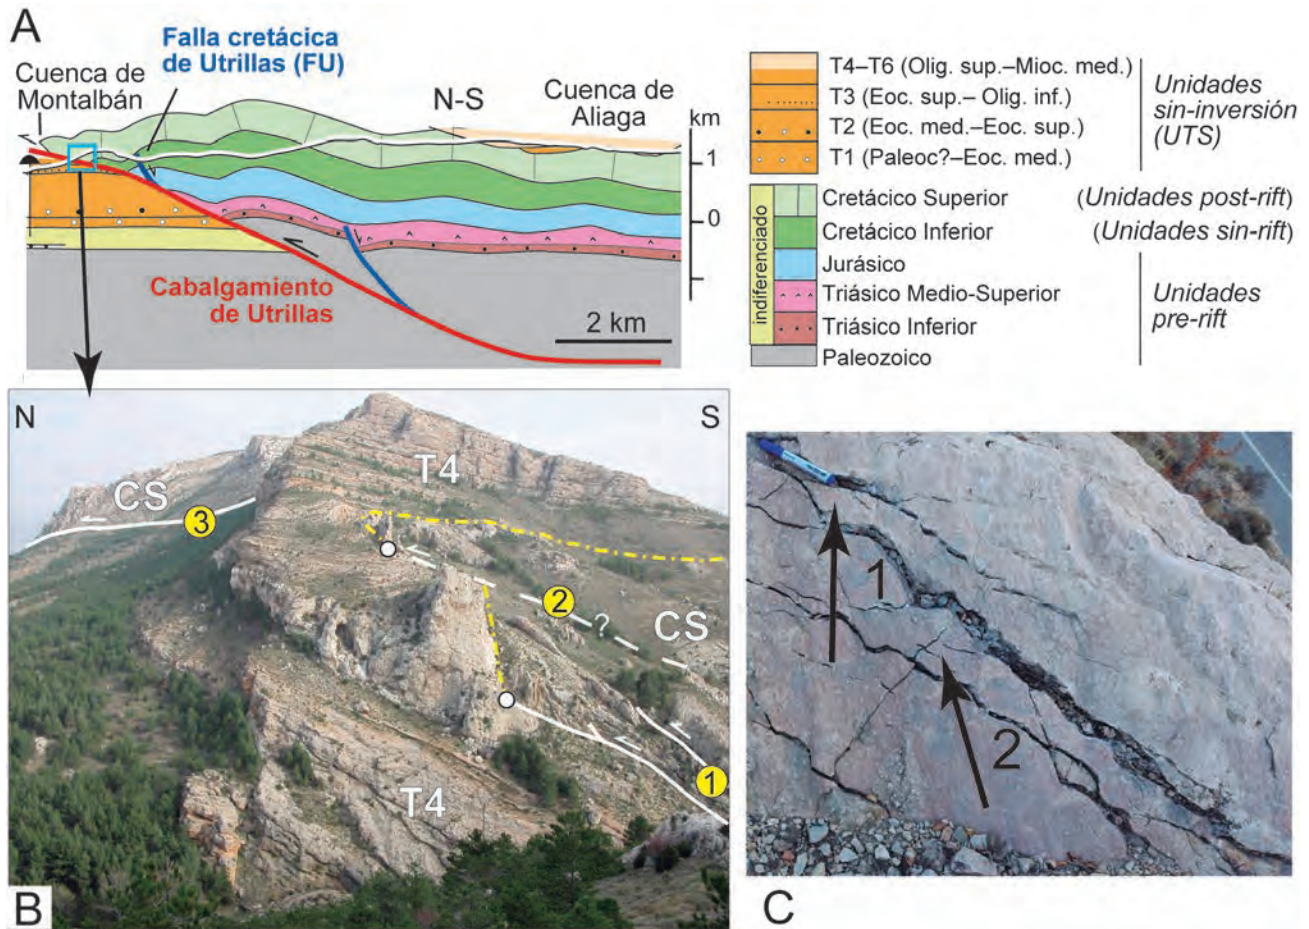 A
Falla cretácica
de Utrillas (FU)
Cuenca de
Montalbán
N-S
Cuenca de
Aliaga
km
1
0
Cabalgamiento
de Utrillas
2 km
T4–T6 (Olig. sup.–Mioc. med.)
T3 (Eoc. sup.– Olig. inf.)
T2 (Eoc. med.–Eoc. sup.)
T1 (Paleoc?–Eoc. med.)
Unidades
sin-inversión
(UTS)
indiferenciado
Cretácico Superior
(Unidades post-rift)
Cretácico Inferior
(Unidades sin-rift)
Jurásico
Triásico Medio-Superior
Triásico Inferior
Paleozoico
Unidades
pre-rift
N
S
T4
CS
3
2
?
CS
1
T4
B
1
2
C